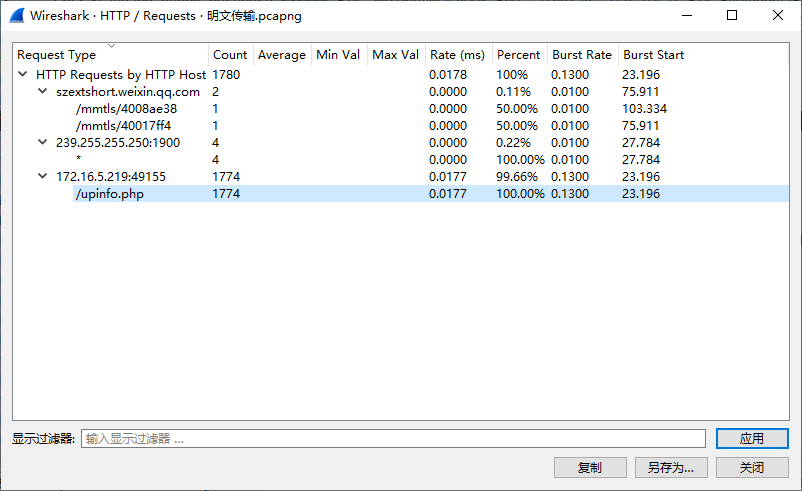 Wireshark · HTTP / Requests · 明文传输.pcapng
Request Type Count Average Min Val Max Val Rate (ms) Percent Burst Rate Burst Start
HTTP Requests by HTTP Host 1780 0.0178 100% 0.1300 23.196
szextshort.weixin.qq.com 2 0.0000 0.11% 0.0100 75.911
/mmtls/4008ae38 1 0.0000 50.00% 0.0100 103.334
/mmtls/40017ff4 1 0.0000 50.00% 0.0100 75.911
239.255.255.250:1900 4 0.0000 0.22% 0.0100 27.784
* 4 0.0000 100.00% 0.0100 27.784
172.16.5.219:49155 1774 0.0177 99.66% 0.1300 23.196
/upinfo.php 1774 0.0177 100.00% 0.1300 23.196
显示过滤器: 输入显示过滤器 … 应用
复制 另存为… 关闭